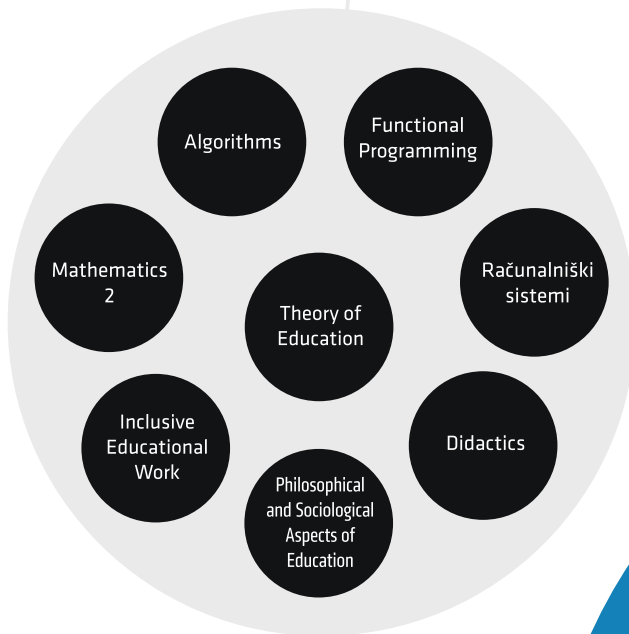 Algorithms
Functional
Programming
Mathematics
2
Računalniški
sistemi
Theory of
Education
Inclusive
Educational
Work
Didactics
Philosophical
and Sociological
Aspects of
Education